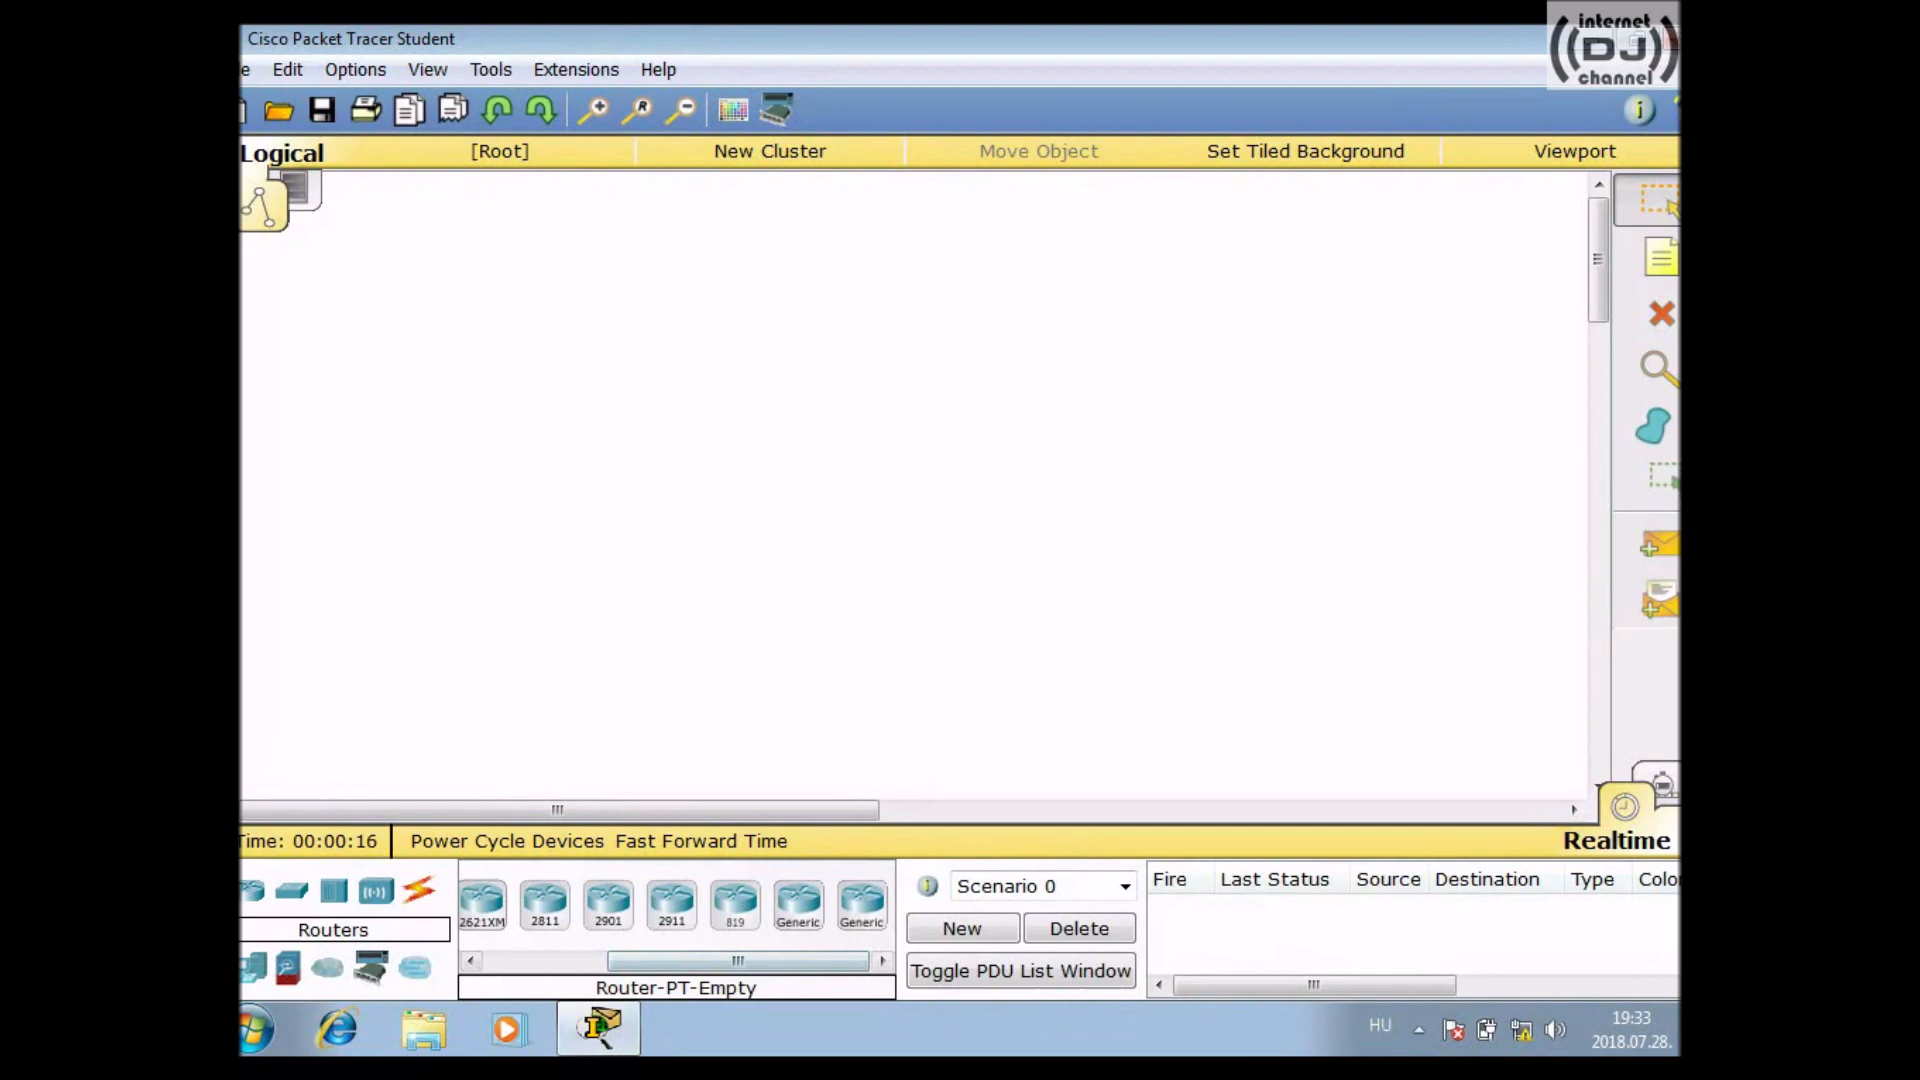 internet
DJ
channel
Cisco Packet Tracer Student
e Edit Options View Tools Extensions Help
R
i
Logical [Root] New Cluster Move Object Set Tiled Background Viewport
Time: 00:00:16 Power Cycle Devices Fast Forward Time
Realtime
2621XM 2811 2901 2911 819 Generic Generic
Routers
Router-PT-Empty
i Scenario 0
New Delete
Toggle PDU List Window
Fire Last Status Source Destination Type Color
HU
19:33
2018.07.28.